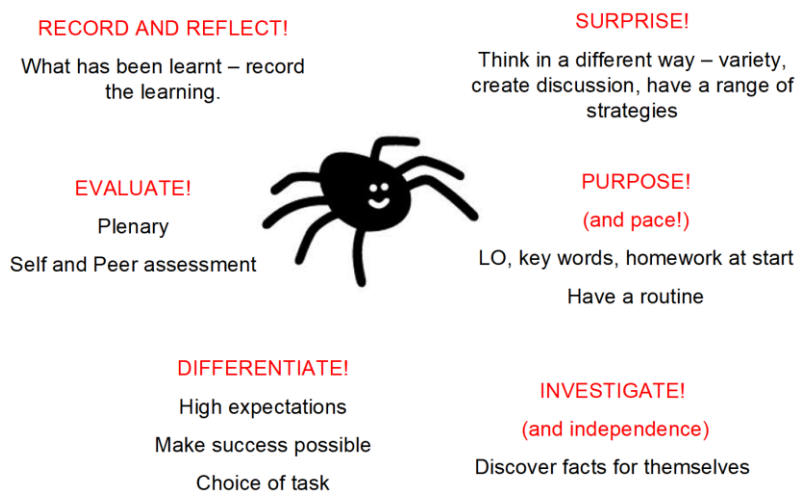 RECORD AND REFLECT!
What has been learnt – record
the learning.
SURPRISE!
Think in a different way – variety,
create discussion, have a range of
strategies
EVALUATE!
Plenary
Self and Peer assessment
PURPOSE!
(and pace!)
LO, key words, homework at start
Have a routine
DIFFERENTIATE!
High expectations
Make success possible
Choice of task
INVESTIGATE!
(and independence)
Discover facts for themselves